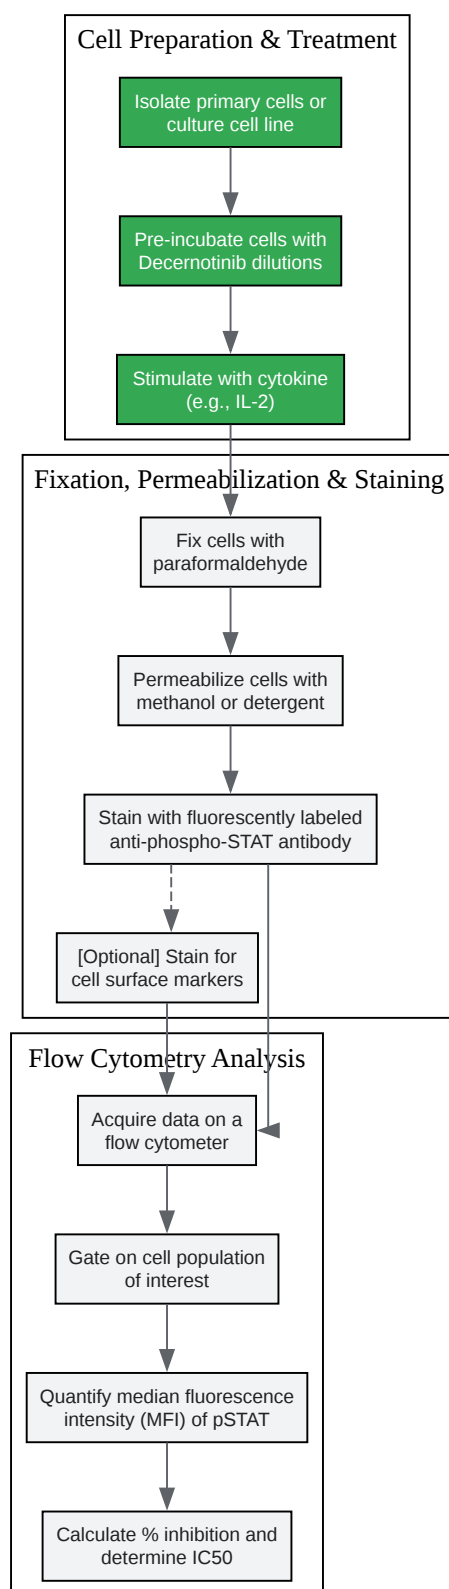 Cell Preparation & Treatment
Isolate primary cells or
culture cell line
Pre-incubate cells with
Decernotinib dilutions
Stimulate with cytokine
(e.g., IL-2)
Fixation, Permeabilization & Staining
Fix cells with
paraformaldehyde
Permeabilize cells with
methanol or detergent
Stain with fluorescently labeled
anti-phospho-STAT antibody
[Optional] Stain for
cell surface markers
Flow Cytometry Analysis
Acquire data on a
flow cytometer
Gate on cell population
of interest
Quantify median fluorescence
intensity (MFI) of pSTAT
Calculate % inhibition and
determine IC50